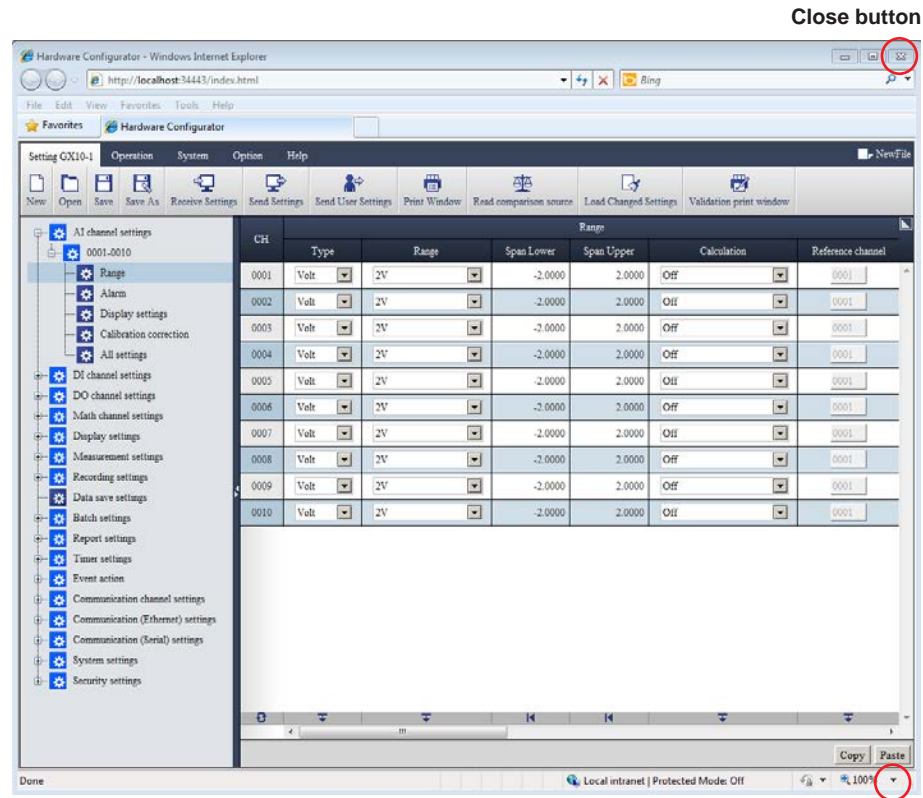 Close button
Hardware Configurator - Windows Internet Explorer
http://localhost:34443/index.html
Bing
File Edit View Favorites Tools Help
Favorites Hardware Configurator
Setting GX10-1 Operation System Option Help NewFile
New Open Save Save As Receive Settings Send Settings Send User Settings Print Window Read comparison source Load Changed Settings Validation print window
AI channel settings
0001-0010
Range
Alarm
Display settings
Calibration correction
All settings
DI channel settings
DO channel settings
Math channel settings
Display settings
Measurement settings
Recording settings
Data save settings
Batch settings
Report settings
Timer settings
Event action
Communication channel settings
Communication (Ethernet) settings
Communication (Serial) settings
System settings
Security settings
CH Range
Type Range Span Lower Span Upper Calculation Reference channel
0001 Volt 2V -2.0000 2.0000 Off 0001
0002 Volt 2V -2.0000 2.0000 Off 0001
0003 Volt 2V -2.0000 2.0000 Off 0001
0004 Volt 2V -2.0000 2.0000 Off 0001
0005 Volt 2V -2.0000 2.0000 Off 0001
0006 Volt 2V -2.0000 2.0000 Off 0001
0007 Volt 2V -2.0000 2.0000 Off 0001
0008 Volt 2V -2.0000 2.0000 Off 0001
0009 Volt 2V -2.0000 2.0000 Off 0001
0010 Volt 2V -2.0000 2.0000 Off 0001
Copy Paste
Done Local intranet | Protected Mode: Off 100%